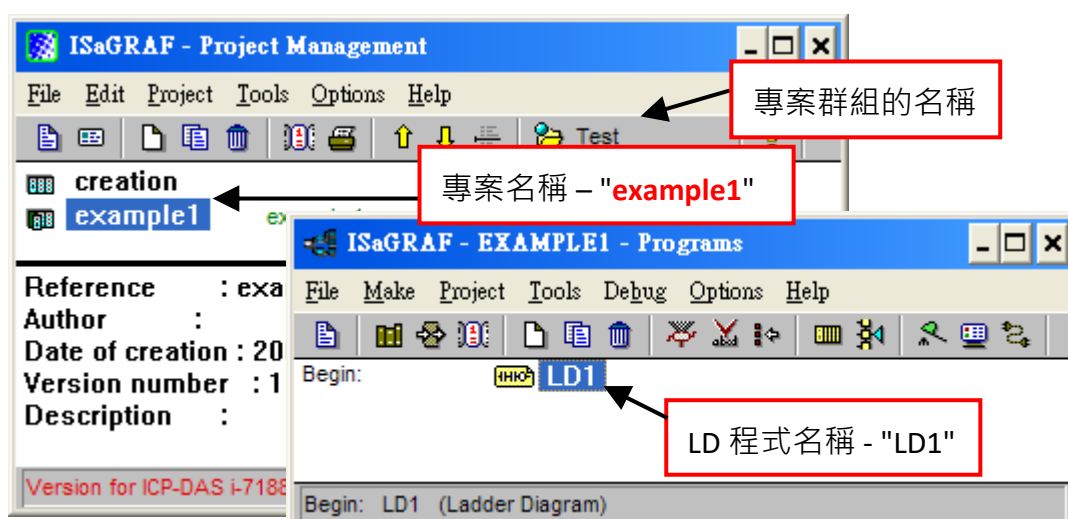 ISaGRAF - Project Management
File Edit Project Tools Options Help
Test
專案群組的名稱
creation
專案名稱 – "example1"
example1
ISaGRAF - EXAMPLE1 - Programs
Reference : exa
Author :
Date of creation : 20
Version number : 1
Description :
Version for ICP-DAS i-7188
File Make Project Tools Debug Options Help
Begin: LD1
LD 程式名稱 - "LD1"
Begin: LD1 (Ladder Diagram)